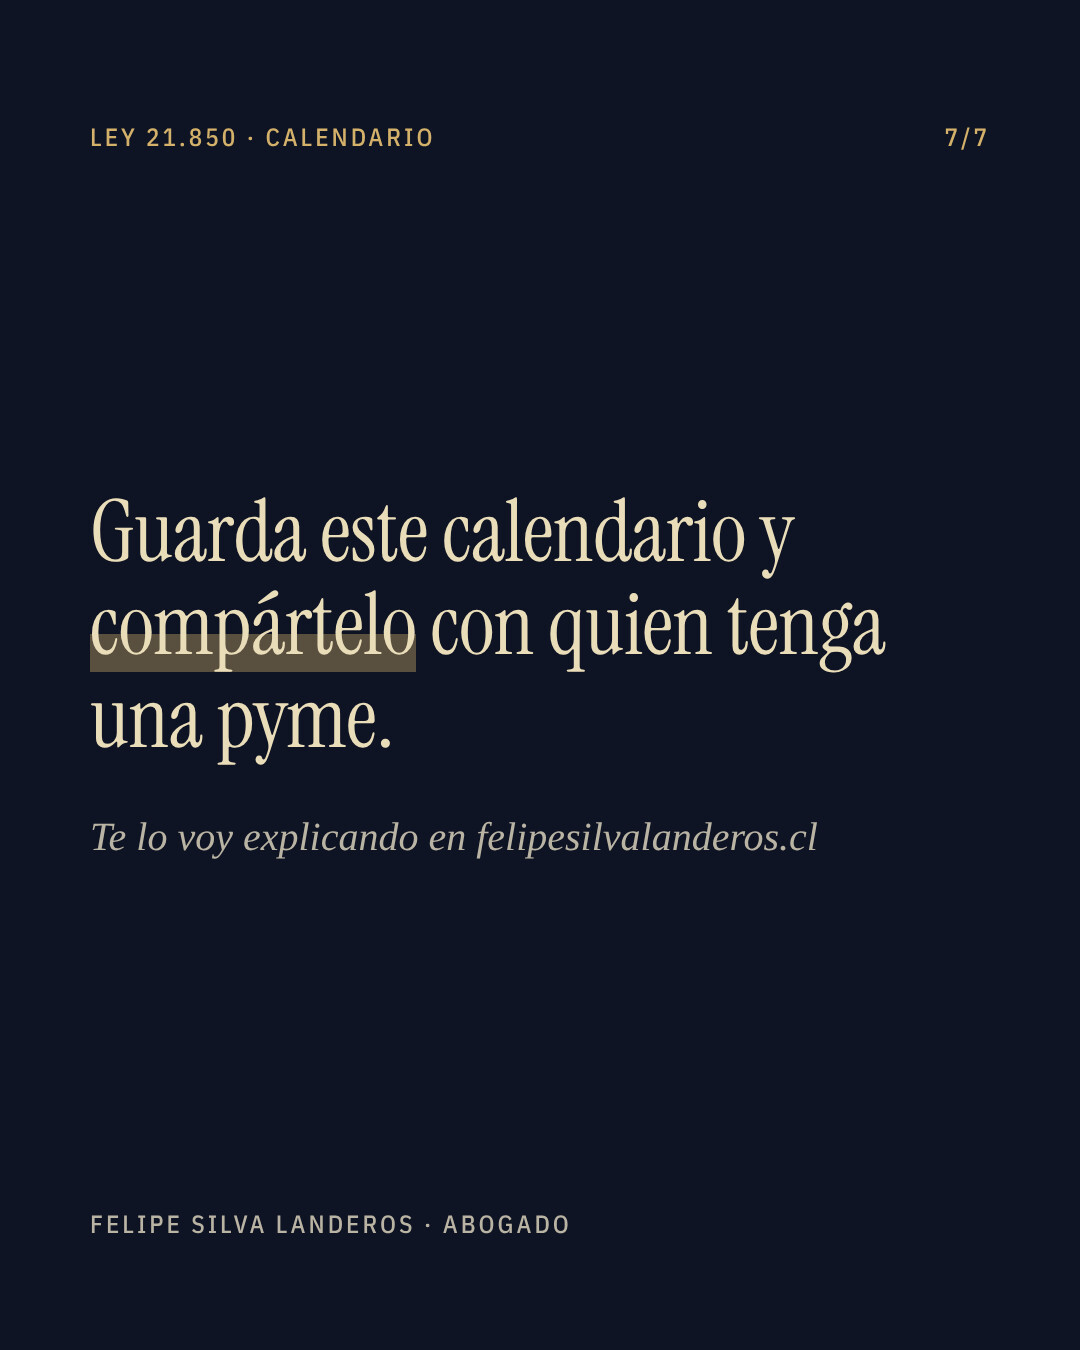 LEY 21.850 · CALENDARIO
7/7
Guarda este calendario y
compártelo con quien tenga
una pyme.
Te lo voy explicando en felipesilvalanderos.cl
FELIPE SILVA LANDEROS · ABOGADO